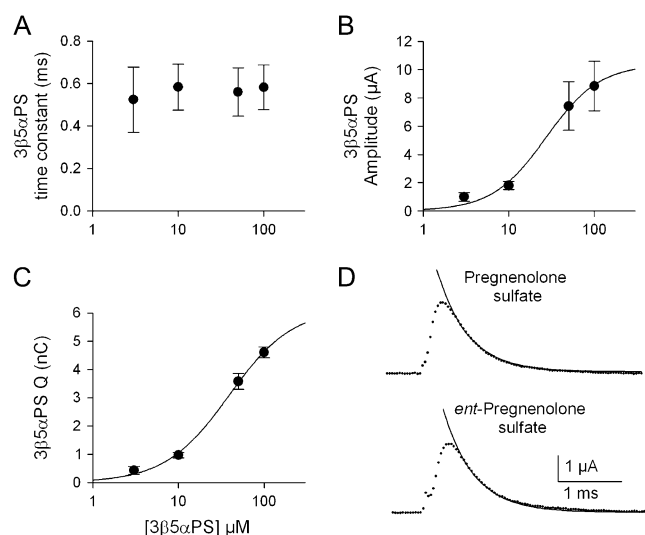 A
3β5αPS
time constant (ms)
0.8
0.6
0.4
0.2
0.0
1
10
100
B
3β5αPS
Amplitude (μA)
12
10
8
6
4
2
0
1
10
100
C
3β5αPS Q (nC)
6
5
4
3
2
1
0
1
10
100
[3β5αPS] μM
D
Pregnenolone
sulfate
ent-Pregnenolone
sulfate
1 μA
1 ms